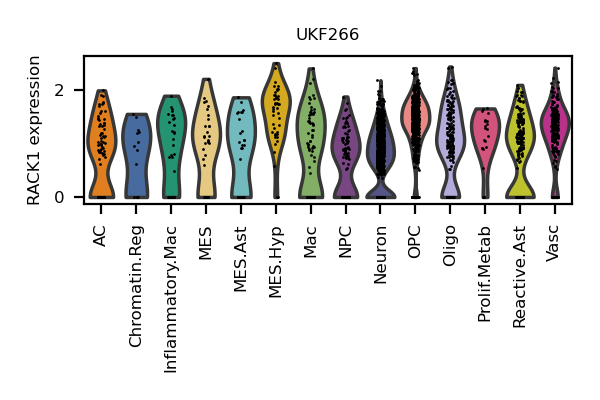 UKF266
RACK1 expression
2
0
AC
Chromatin.Reg
Inflammatory.Mac
MES
MES.Ast
MES.Hyp
Mac
NPC
Neuron
OPC
Oligo
Prolif.Metab
Reactive.Ast
Vasc